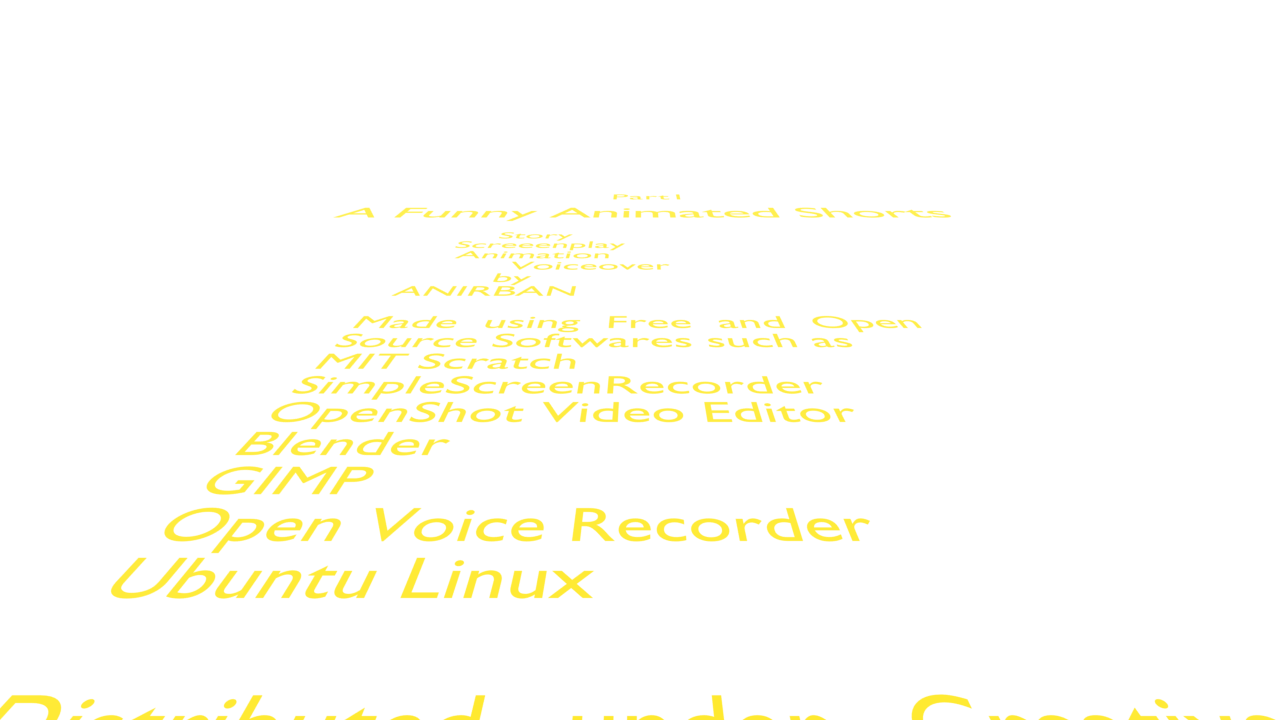 Part1
A Funny Animated Shorts
Story
Screeenplay
Animation
Voiceover
by
ANIRBAN
Made using Free and Open
Source Softwares such as
MIT Scratch
SimpleScreenRecorder
OpenShot Video Editor
Blender
GIMP
Open Voice Recorder
Ubuntu Linux
Distributed under Creative